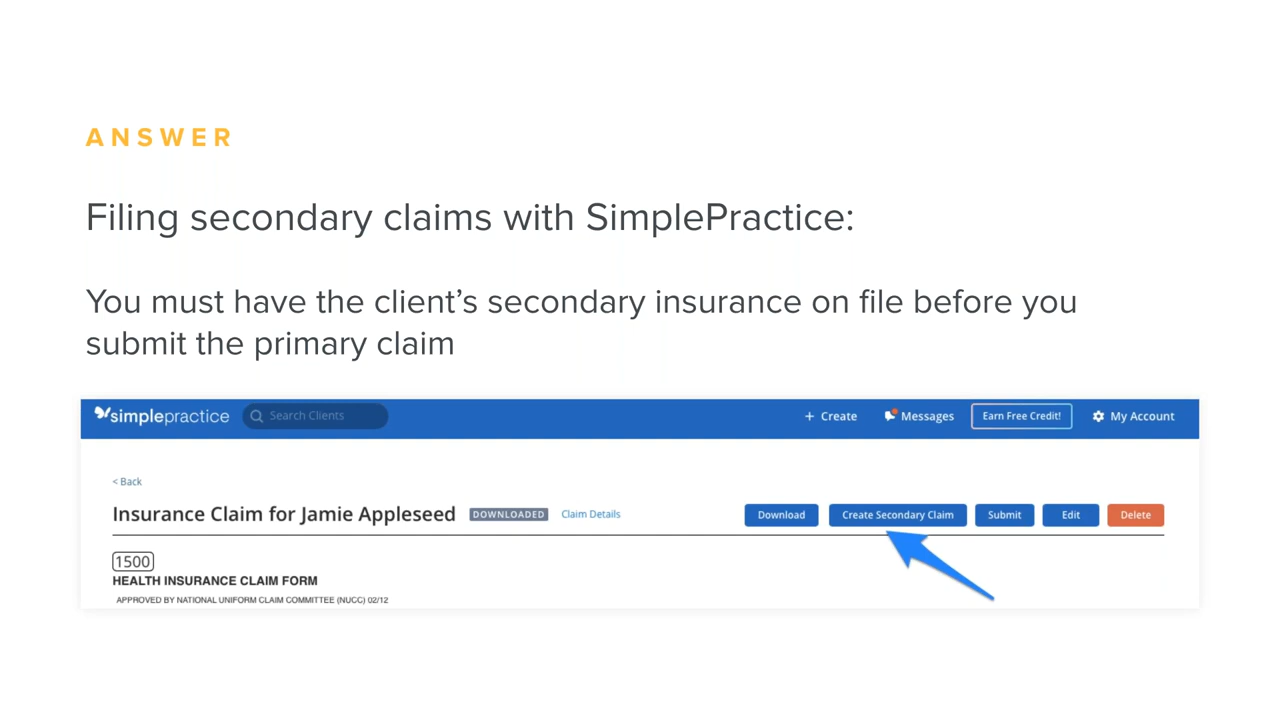 ANSWER
Filing secondary claims with SimplePractice:
You must have the client’s secondary insurance on file before you
submit the primary claim
simplepractice Search Clients + Create Messages Earn Free Credit! My Account
< Back
Insurance Claim for Jamie Appleseed DOWNLOADED Claim Details Download Create Secondary Claim Submit Edit Delete
1500
HEALTH INSURANCE CLAIM FORM
APPROVED BY NATIONAL UNIFORM CLAIM COMMITTEE (NUCC) 02/12